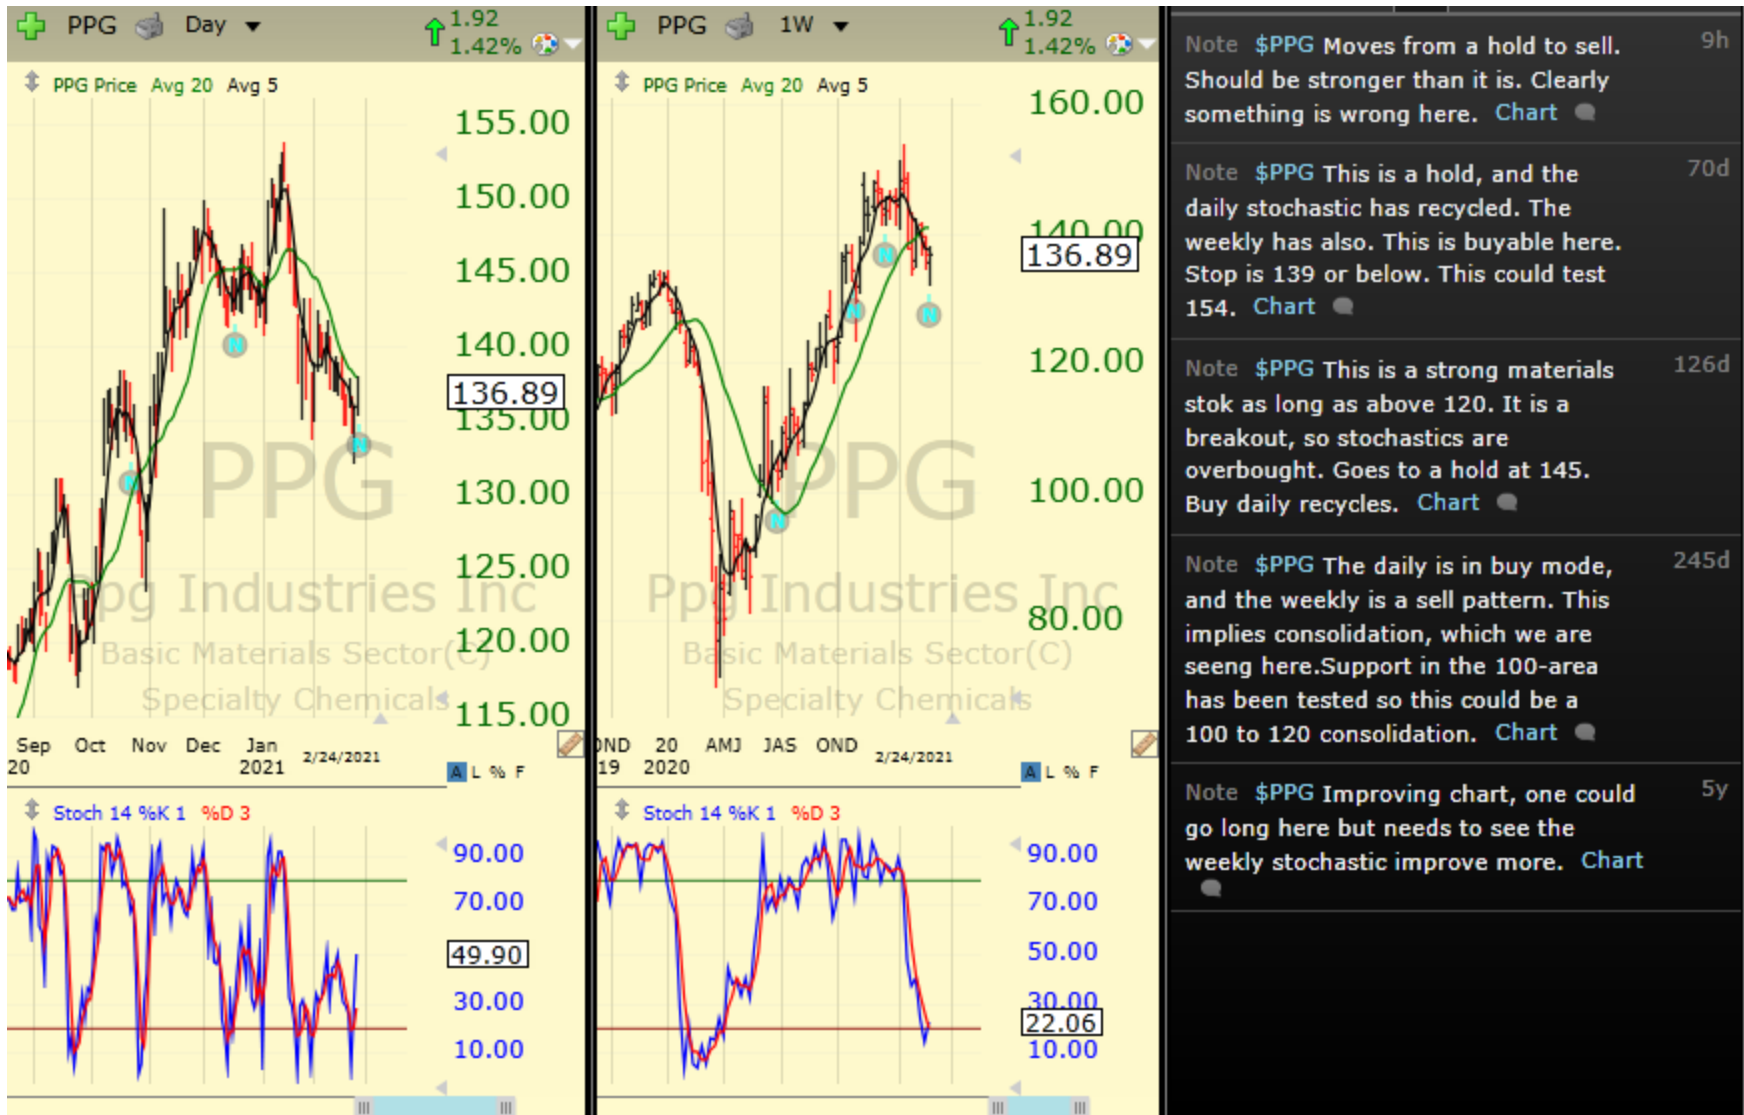 PPG Day 1.92
1.42%
PPG Price Avg 20 Avg 5
155.00
150.00
145.00
140.00
136.89
135.00
130.00
125.00
120.00
115.00
PPG
Ppg Industries Inc
Basic Materials Sector(C)
Specialty Chemicals
Sep Oct Nov Dec Jan 2/24/2021
20 2021
A L % F
Stoch 14 %K 1 %D 3
90.00
70.00
49.90
30.00
10.00
N
N
N
PPG 1W 1.92
1.42%
PPG Price Avg 20 Avg 5
160.00
140.00
136.89
120.00
100.00
80.00
PPG
Ppg Industries Inc
Basic Materials Sector(C)
Specialty Chemicals
OND 20 AMJ JAS OND 2/24/2021
19 2020
A L % F
Stoch 14 %K 1 %D 3
90.00
70.00
50.00
30.00
22.06
10.00
N
N
N
N
Note $PPG Moves from a hold to sell. 9h
Should be stronger than it is. Clearly
something is wrong here. Chart
Note $PPG This is a hold, and the 70d
daily stochastic has recycled. The
weekly has also. This is buyable here.
Stop is 139 or below. This could test
154. Chart
Note $PPG This is a strong materials 126d
stok as long as above 120. It is a
breakout, so stochastics are
overbought. Goes to a hold at 145.
Buy daily recycles. Chart
Note $PPG The daily is in buy mode, 245d
and the weekly is a sell pattern. This
implies consolidation, which we are
seeng here.Support in the 100-area
has been tested so this could be a
100 to 120 consolidation. Chart
Note $PPG Improving chart, one could 5y
go long here but needs to see the
weekly stochastic improve more. Chart